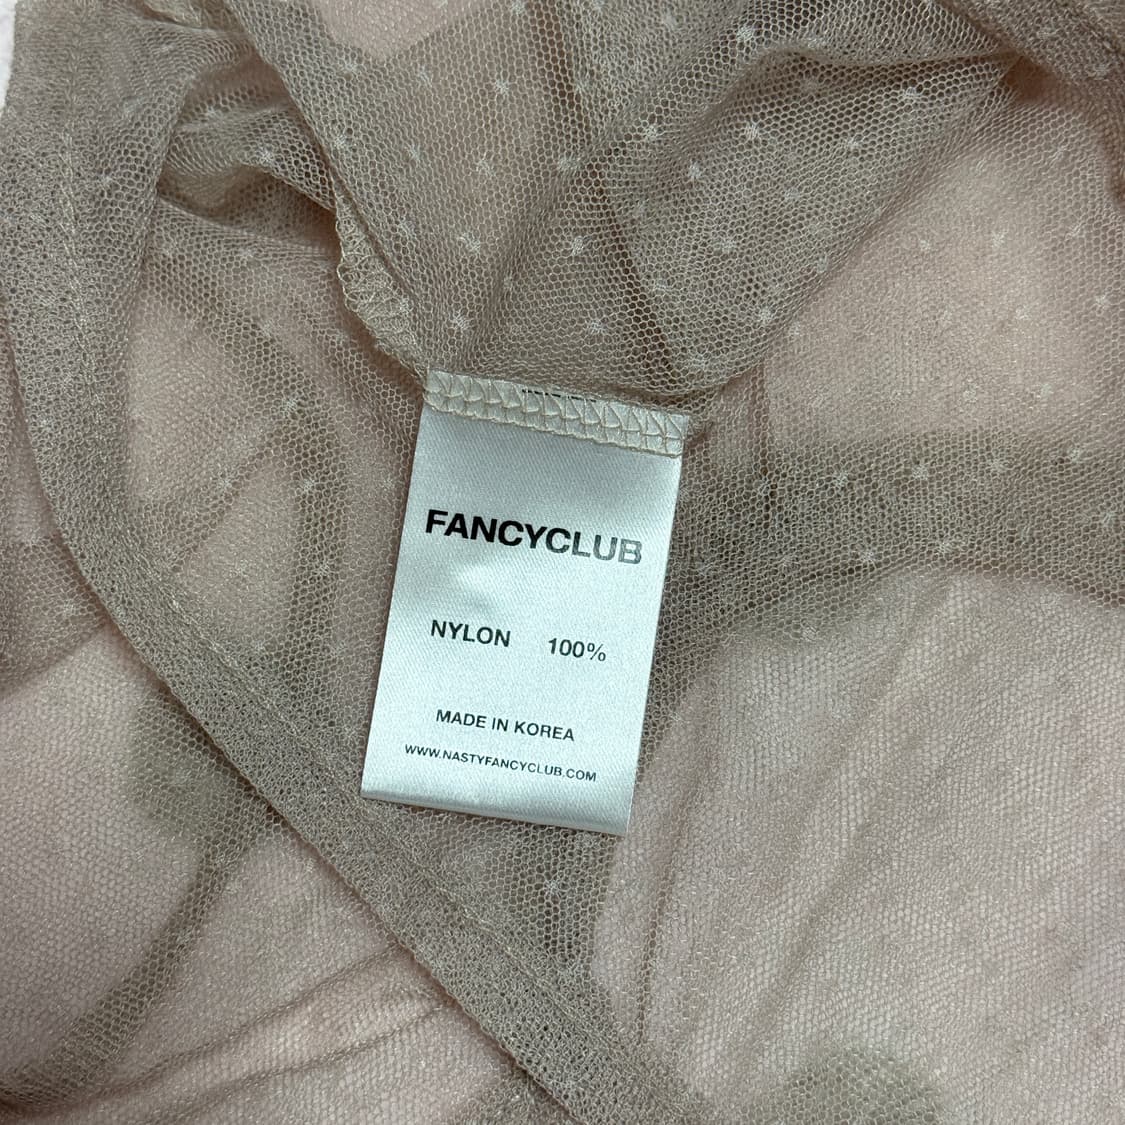 FANCYCLUB
NYLON 100%
MADE IN KOREA
WWW.NASTYFANCYCLUB.COM